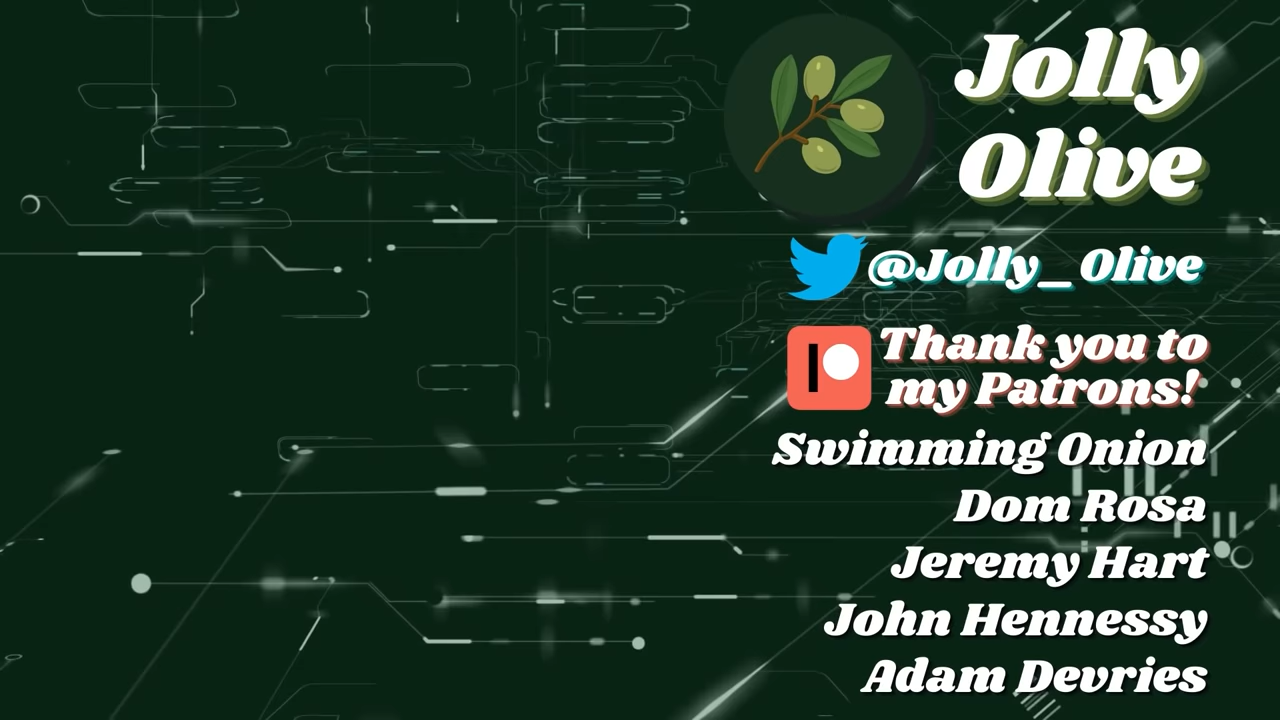 Jolly
Olive
@Jolly_Olive
Thank you to
my Patrons!
Swimming Onion
Dom Rosa
Jeremy Hart
John Hennessy
Adam Devries